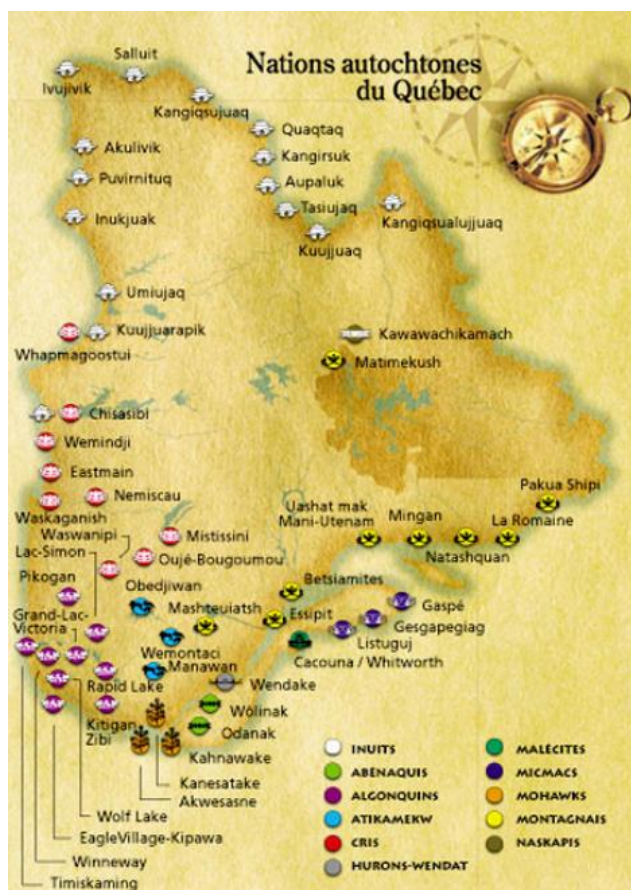 Nations autochtones
du Québec
Salluit
Ivujivik
Kangiqsujuaq
Quaqtaq
Akulivik
Kangirsuk
Puvirnituq
Aupaluk
Tasiujaq
Inukjuak
Kangiqsualujjuaq
Kuujjuaq
Umiujaq
Kuujjuarapik
Kawawachikamach
Whapmagoostui
Matimekush
Chisasibi
Wemindji
Eastmain
Nemiscau
Pakua Shipi
Waskaganish
Uashat mak
Mani-Utenam
Mingan
La Romaine
Waswanipi
Mistissini
Natashquan
Lac-Simon
Oujé-Bougoumou
Pikogan
Obedjiwan
Betsiamites
Grand-Lac-
Victoria
Mashteuiatsh
Essipit
Gaspé
Gesgapegiag
Listuguj
Wemontaci
Cacouna / Whitworth
Manawan
Rapid Lake
Wendake
Kitigan
Zibi
Wôlinak
Odanak
Kahnawake
Kanesatake
Akwesasne
Wolf Lake
EagleVillage-Kipawa
Winneway
Timiskaming
INUITS
ABÉNAQUIS
ALGONQUINS
ATIKAMEKW
CRIS
HURONS-WENDAT
MALÉCITES
MICMACS
MOHAWKS
MONTAGNAIS
NASKAPIS